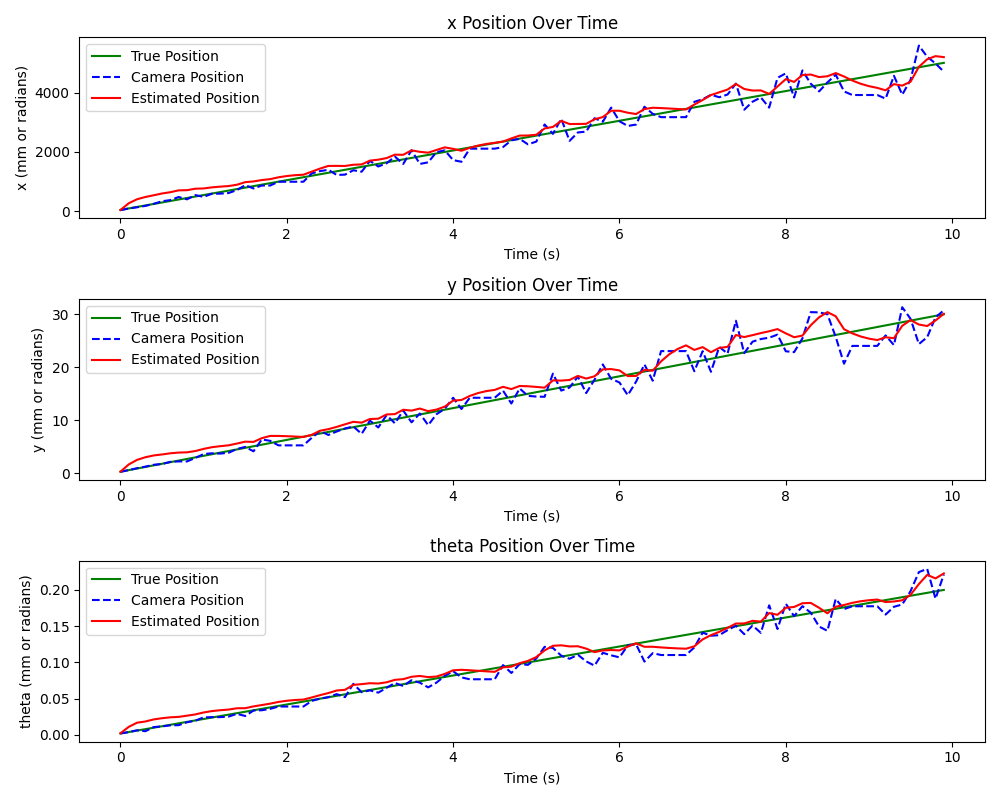 x Position Over Time
True Position
Camera Position
Estimated Position
x (mm or radians)
4000
2000
0
0 2 4 6 8 10
Time (s)
y Position Over Time
True Position
Camera Position
Estimated Position
y (mm or radians)
30
20
10
0
0 2 4 6 8 10
Time (s)
theta Position Over Time
True Position
Camera Position
Estimated Position
theta (mm or radians)
0.20
0.15
0.10
0.05
0.00
0 2 4 6 8 10
Time (s)